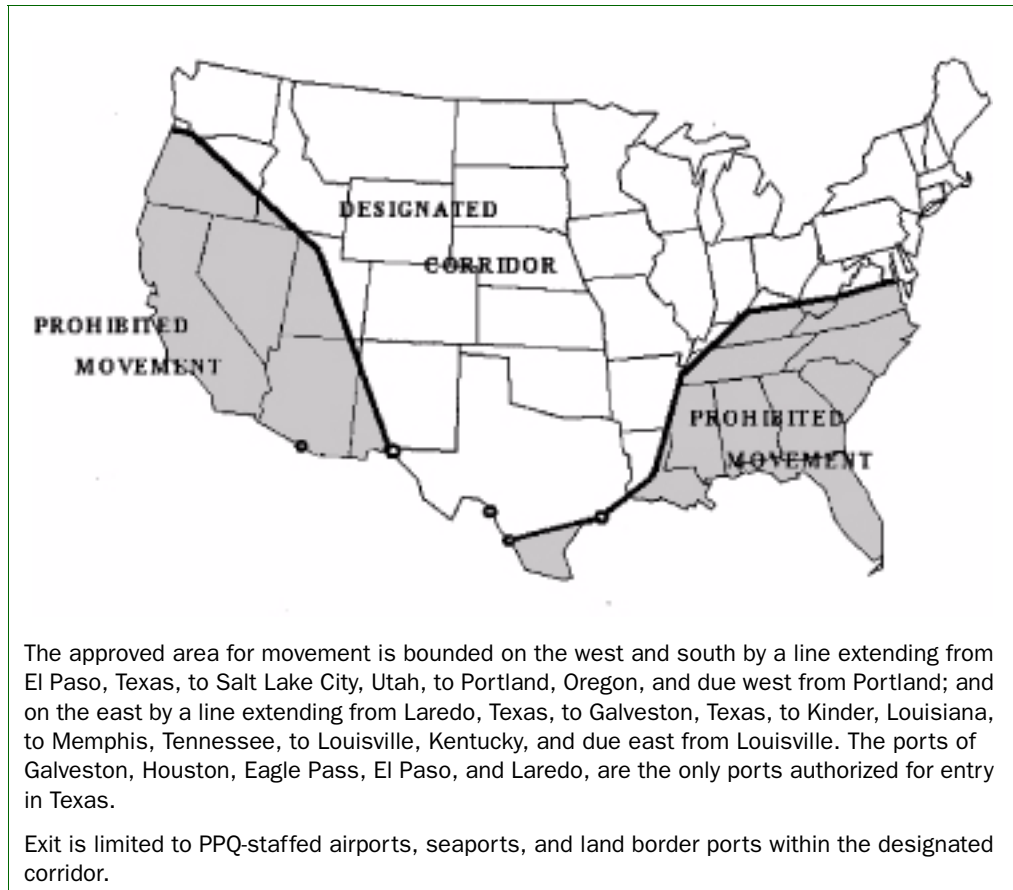 DESIGNATED
CORRIDOR
PROHIBITED
MOVEMENT
PROHIBITED
MOVEMENT
The approved area for movement is bounded on the west and south by a line extending from
El Paso, Texas, to Salt Lake City, Utah, to Portland, Oregon, and due west from Portland; and
on the east by a line extending from Laredo, Texas, to Galveston, Texas, to Kinder, Louisiana,
to Memphis, Tennessee, to Louisville, Kentucky, and due east from Louisville. The ports of
Galveston, Houston, Eagle Pass, El Paso, and Laredo, are the only ports authorized for entry
in Texas.
Exit is limited to PPQ-staffed airports, seaports, and land border ports within the designated
corridor.